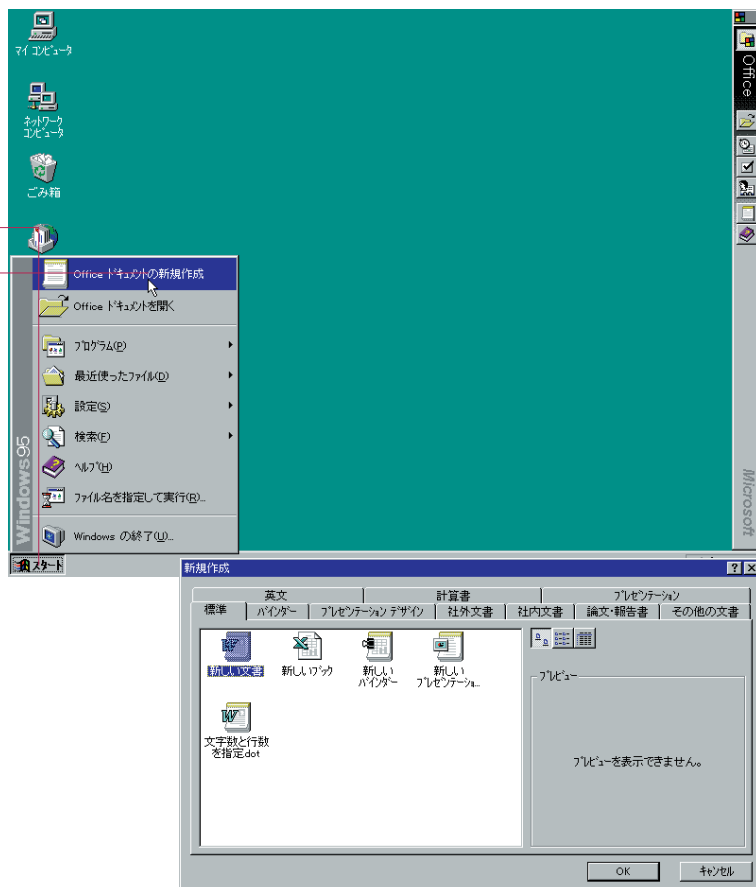 マイ コンピュータ
ネットワーク
コンピュータ
ごみ箱
Office
Microsoft
Office ドキュメントの新規作成
Office ドキュメントを開く
プログラム(P)
最近使ったファイル(D)
設定(S)
検索(F)
ヘルプ(H)
ファイル名を指定して実行(R)...
Windows の終了(U)...
Windows95
スタート
新規作成
英文
計算書
プレゼンテーション
標準
バインダー
プレゼンテーション デザイン
社外文書
社内文書
論文・報告書
その他の文書
新しい文書
新しいブック
新しい
バインダー
新しい
プレゼンテーショ...
文字数と行数
を指定dot
プレビュー
プレビューを表示できません。
OK
キャンセル